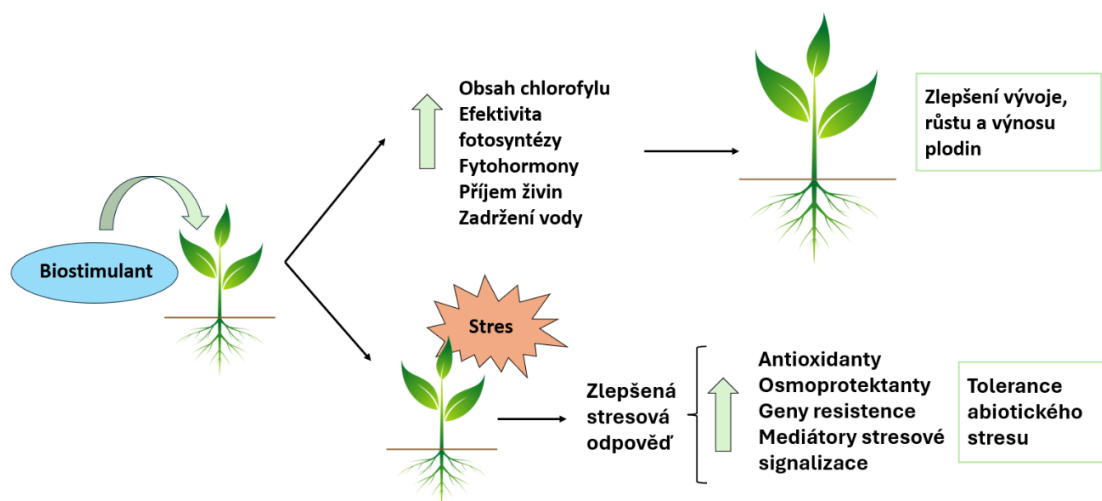 Obsah chlorofylu
Efektivita
fotosyntézy
Fytohormony
Příjem živin
Zadržení vody
Zlepšení vývoje,
růstu a výnosu
plodin
Biostimulant
Stres
Zlepšená
stresová
odpověď
Antioxidanty
Osmoprotektanty
Geny resistence
Mediátory stresové
signalizace
Tolerance
abiotického
stresu